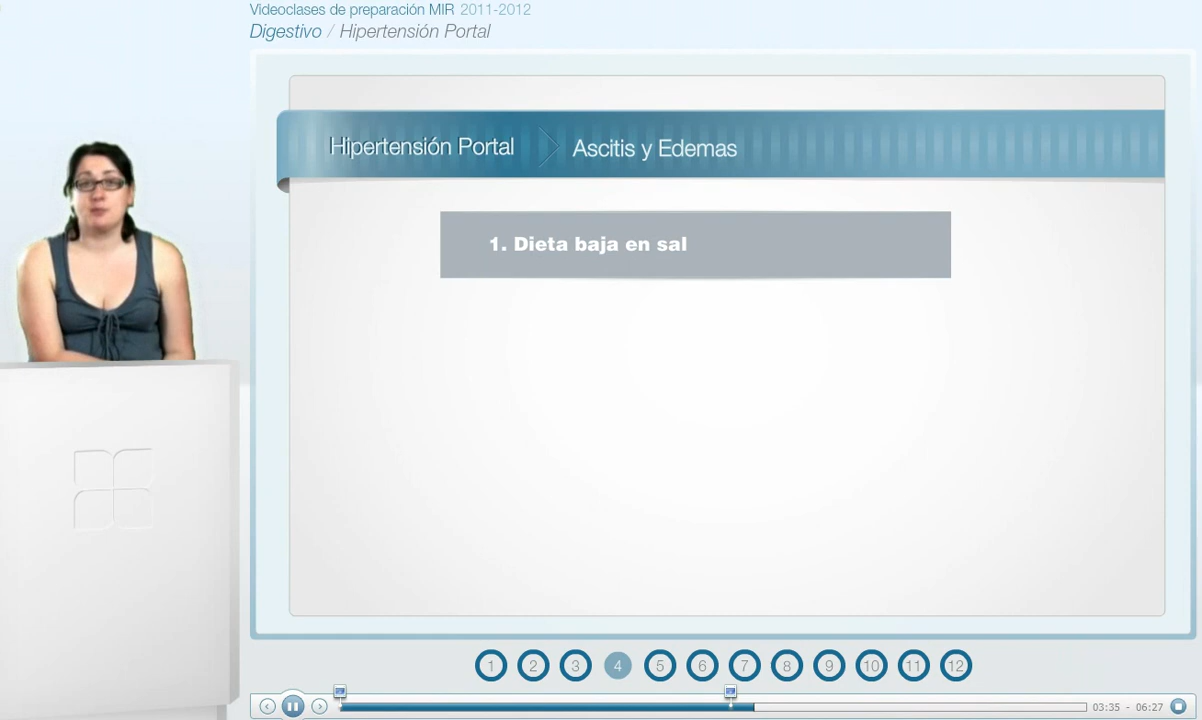 Videoclases de preparación MIR 2011-2012
Digestivo / Hipertensión Portal
Hipertensión Portal
Ascitis y Edemas
1. Dieta baja en sal
1 2 3 4 5 6 7 8 9 10 11 12
03:35 - 06:27